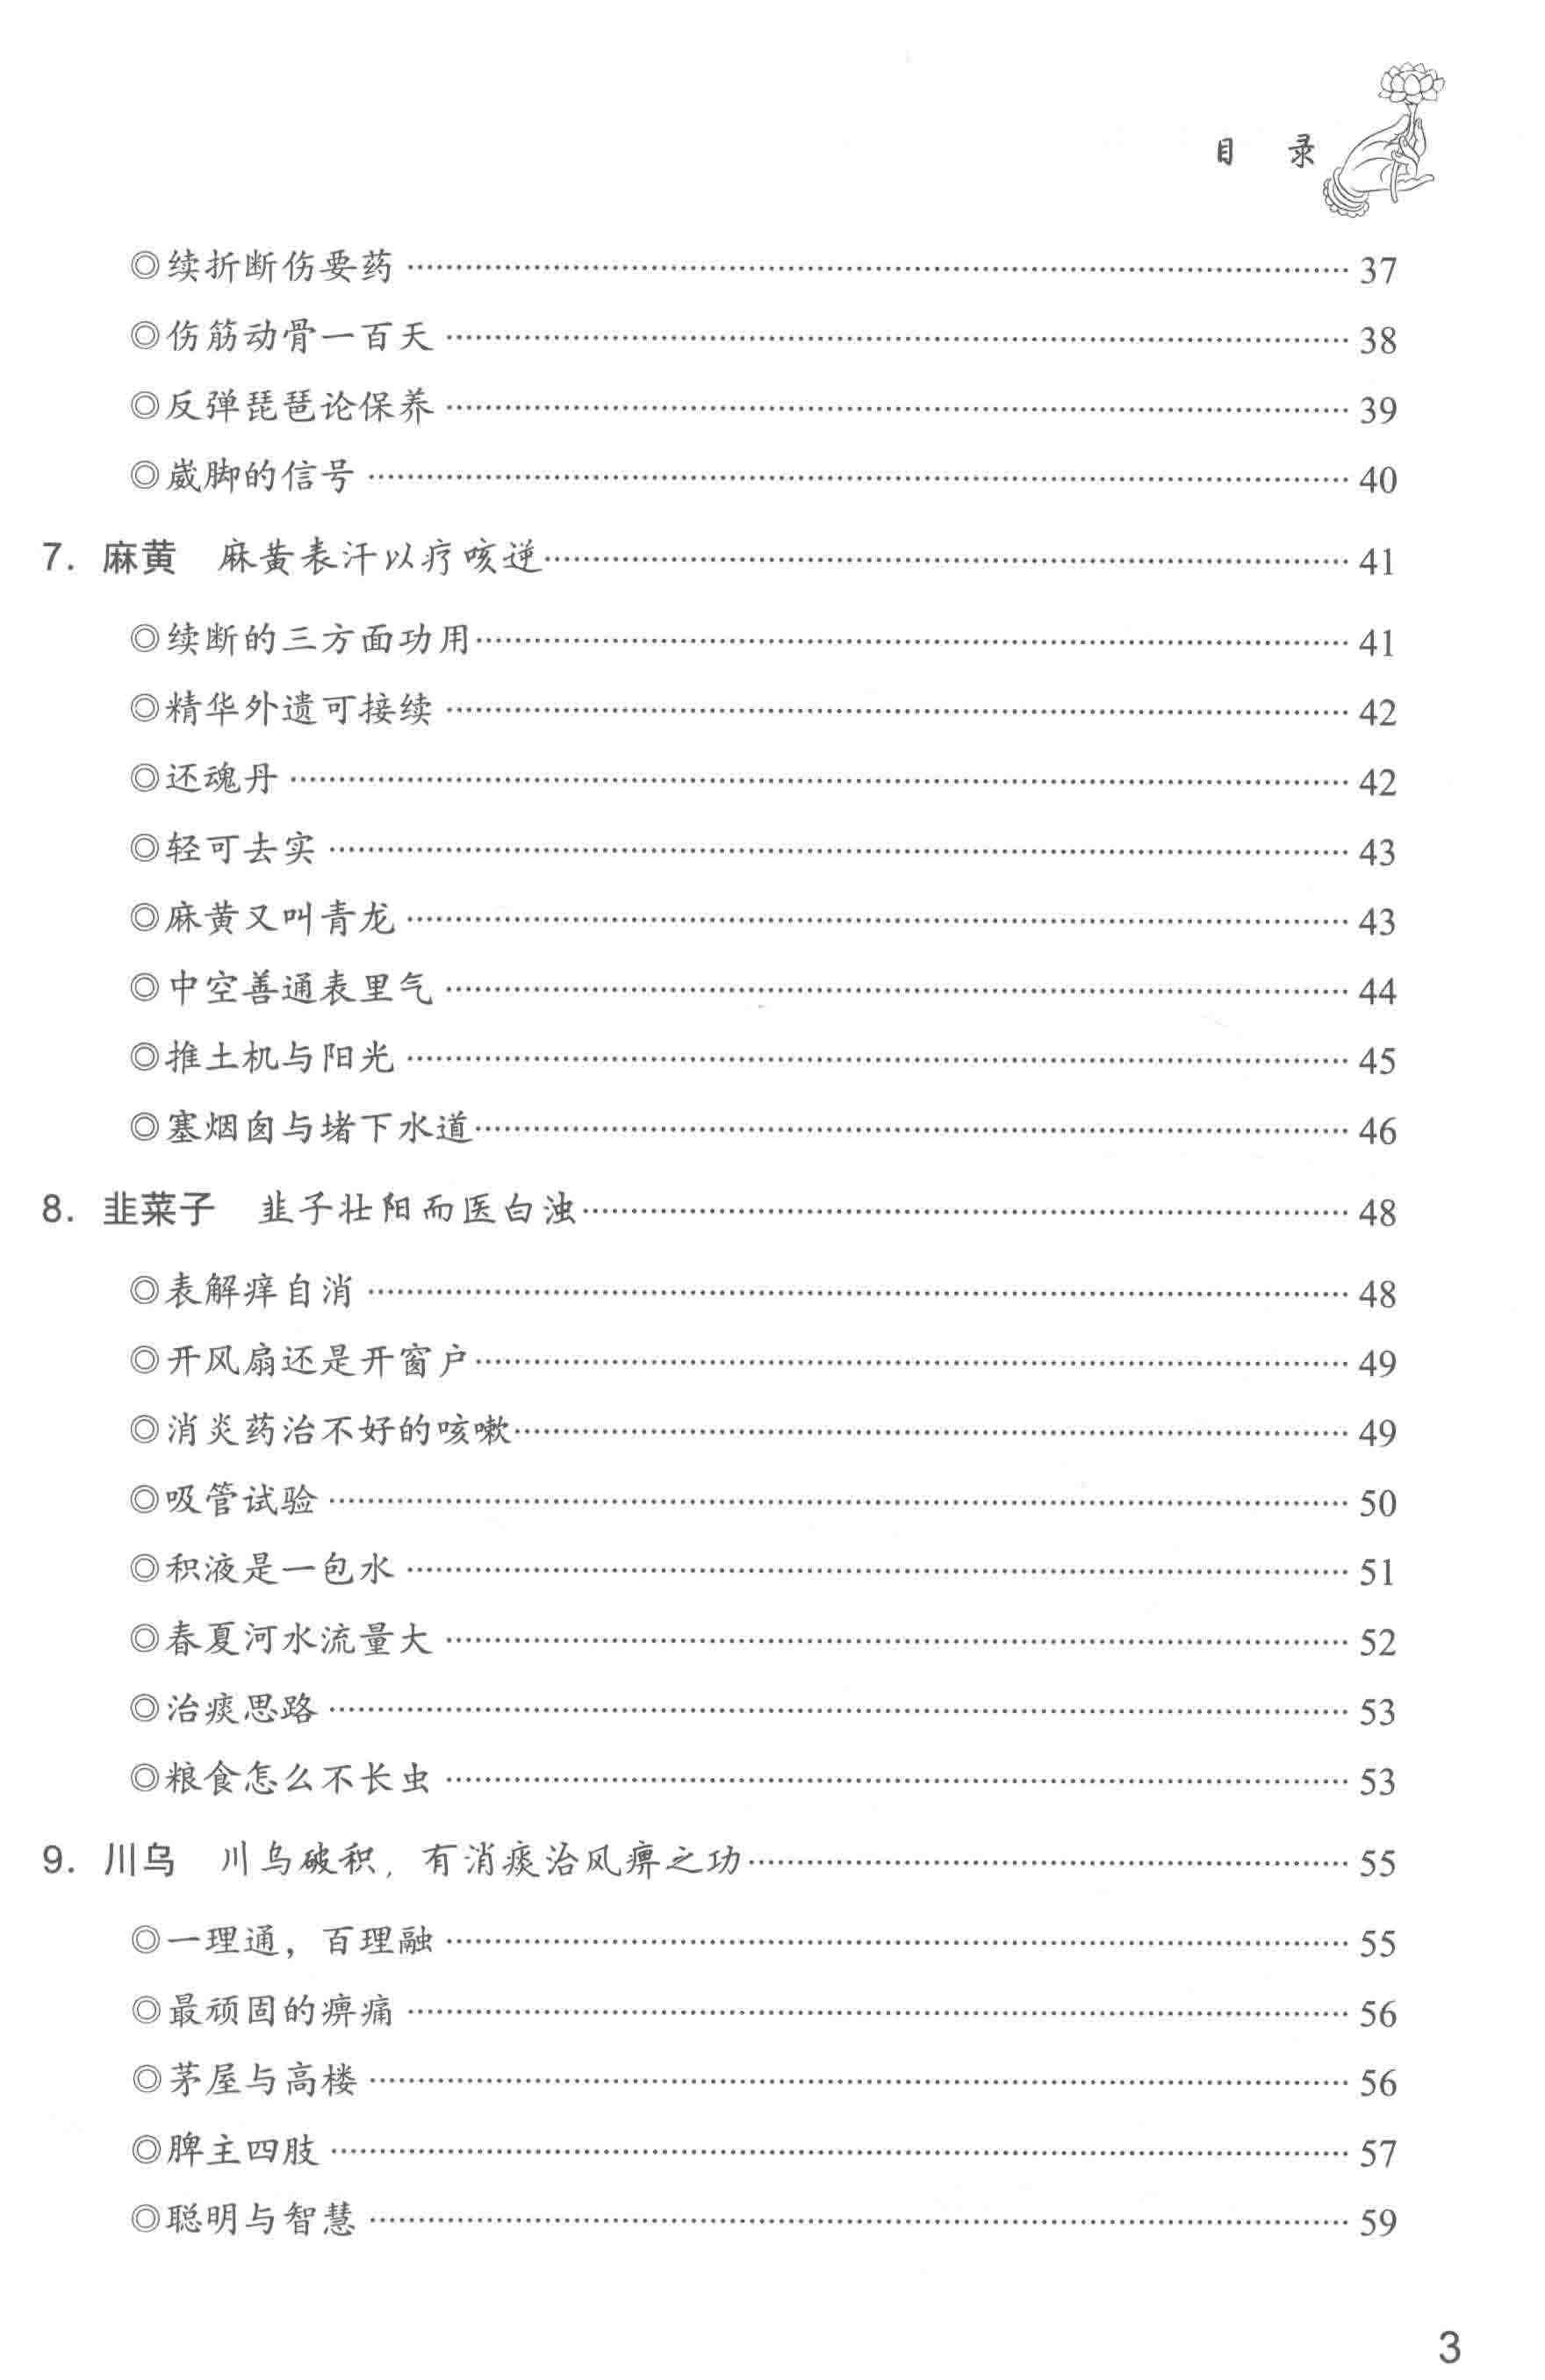 目 录
◎续折断伤要药 …… 37
◎伤筋动骨一百天 …… 38
◎反弹琵琶论保养 …… 39
◎崴脚的信号 …… 40
7. 麻黄 麻黄表汗以疗咳逆 …… 41
◎续断的三方面功用 …… 41
◎精华外遗可接续 …… 42
◎还魂丹 …… 42
◎轻可去实 …… 43
◎麻黄又叫青龙 …… 43
◎中空善通表里气 …… 44
◎推土机与阳光 …… 45
◎塞烟囱与堵下水道 …… 46
8. 韭菜子 韭子壮阳而医白浊 …… 48
◎表解痒自消 …… 48
◎开风扇还是开窗户 …… 49
◎消炎药治不好的咳嗽 …… 49
◎吸管试验 …… 50
◎积液是一包水 …… 51
◎春夏河水流量大 …… 52
◎治痰思路 …… 53
◎粮食怎么不长虫 …… 53
9. 川乌 川乌破积，有消痰治风痹之功 …… 55
◎一理通，百理融 …… 55
◎最顽固的痹痛 …… 56
◎茅屋与高楼 …… 56
◎脾主四肢 …… 57
◎聪明与智慧 …… 59
3